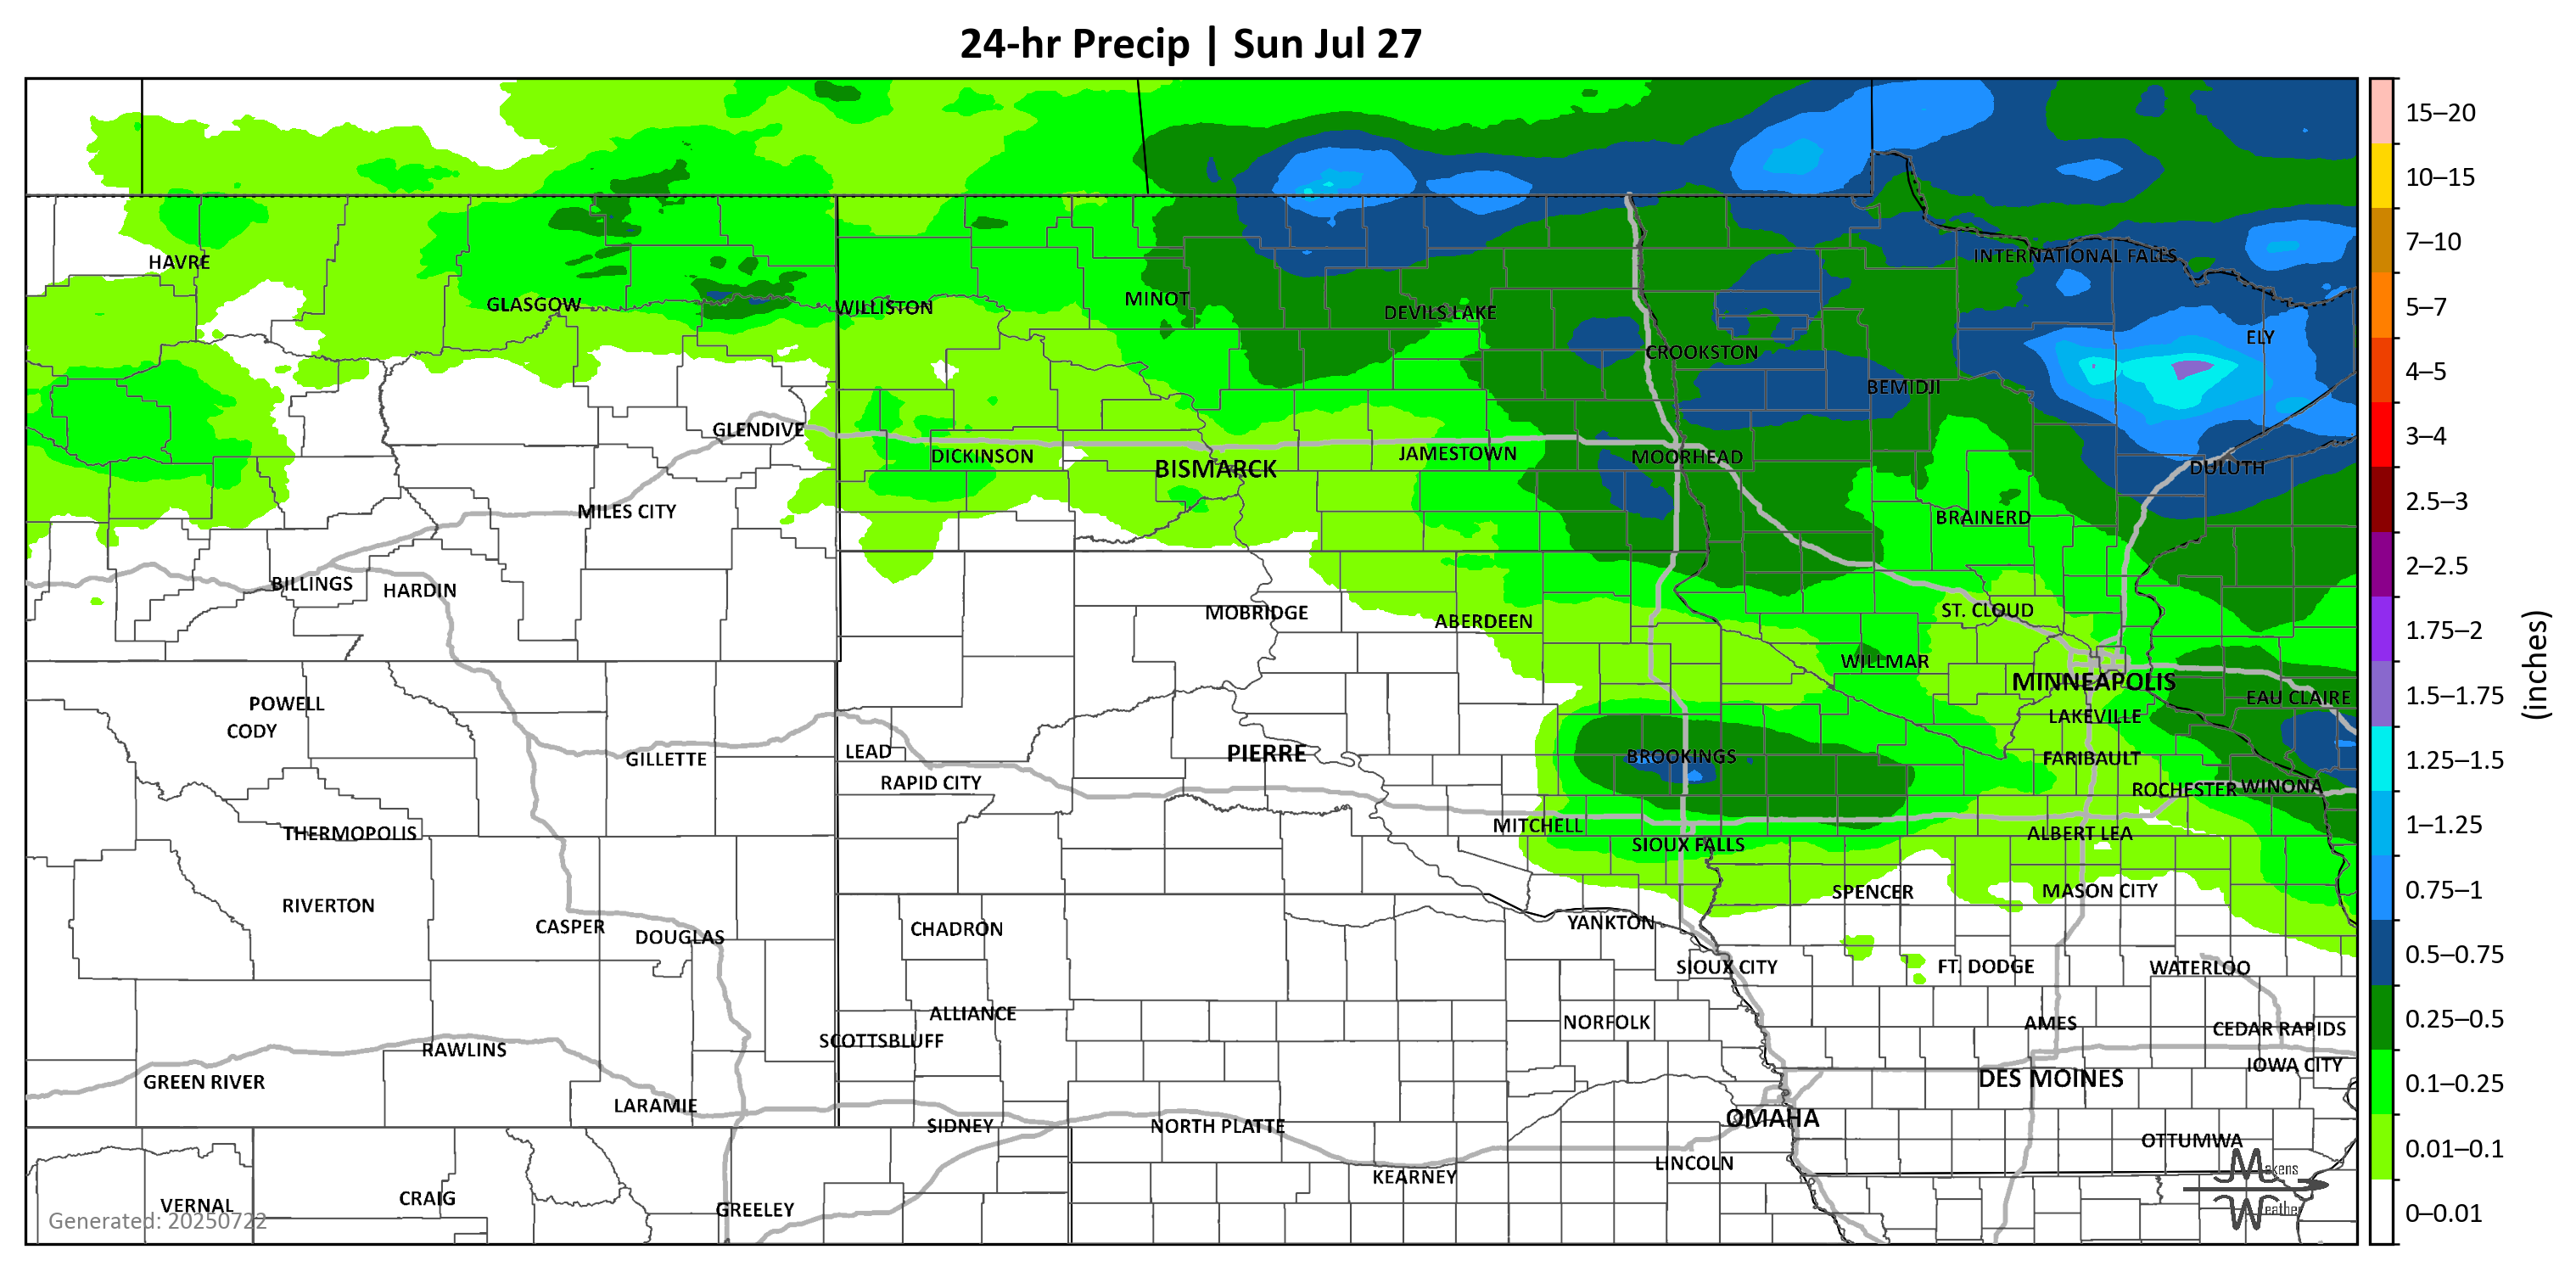 24-hr Precip | Sun Jul 27
15–20
10–15
7–10
5–7
4–5
3–4
2.5–3
2–2.5
1.75–2
1.5–1.75
1.25–1.5
1–1.25
0.75–1
0.5–0.75
0.25–0.5
0.1–0.25
0.01–0.1
0–0.01
(inches)
HAVRE
INTERNATIONAL FALLS
GLASGOW
WILLISTON
MINOT
DEVILS LAKE
ELY
CROOKSTON
BEMIDJI
GLENDIVE
DICKINSON
BISMARCK
JAMESTOWN
MOORHEAD
DULUTH
MILES CITY
BRAINERD
BILLINGS
HARDIN
MOBRIDGE
ABERDEEN
ST. CLOUD
WILLMAR
MINNEAPOLIS
EAU CLAIRE
POWELL
CODY
LAKEVILLE
GILLETTE
LEAD
PIERRE
BROOKINGS
FARIBAULT
RAPID CITY
ROCHESTER
WINONA
THERMOPOLIS
MITCHELL
SIOUX FALLS
ALBERT LEA
RIVERTON
SPENCER
MASON CITY
CASPER
DOUGLAS
CHADRON
YANKTON
SIOUX CITY
FT. DODGE
WATERLOO
ALLIANCE
SCOTTSBLUFF
NORFOLK
AMES
CEDAR RAPIDS
RAWLINS
IOWA CITY
GREEN RIVER
DES MOINES
LARAMIE
SIDNEY
NORTH PLATTE
OMAHA
OTTUMWA
LINCOLN
KEARNEY
VERNAL
CRAIG
GREELEY
Generated: 20250722
Makens
Weather